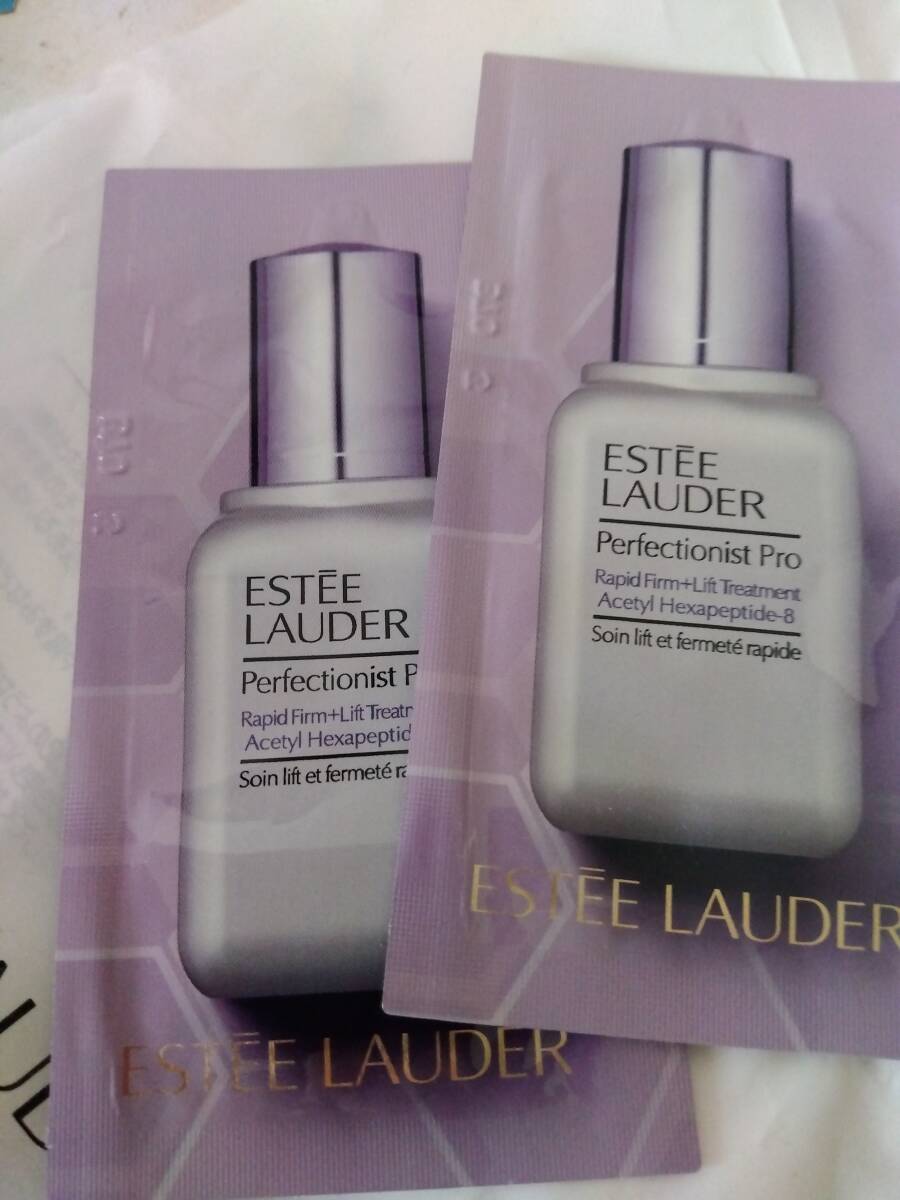 ESTĒE
LAUDER
Perfectionist P
Rapid Firm+Lift Treatm
Acetyl Hexapeptid
Soin lift et fermeté ra
ESTĒE LAUDER
ESTĒE
LAUDER
Perfectionist Pro
Rapid Firm+Lift Treatment
Acetyl Hexapeptide-8
Soin lift et fermeté rapide
ESTĒE LAUDER